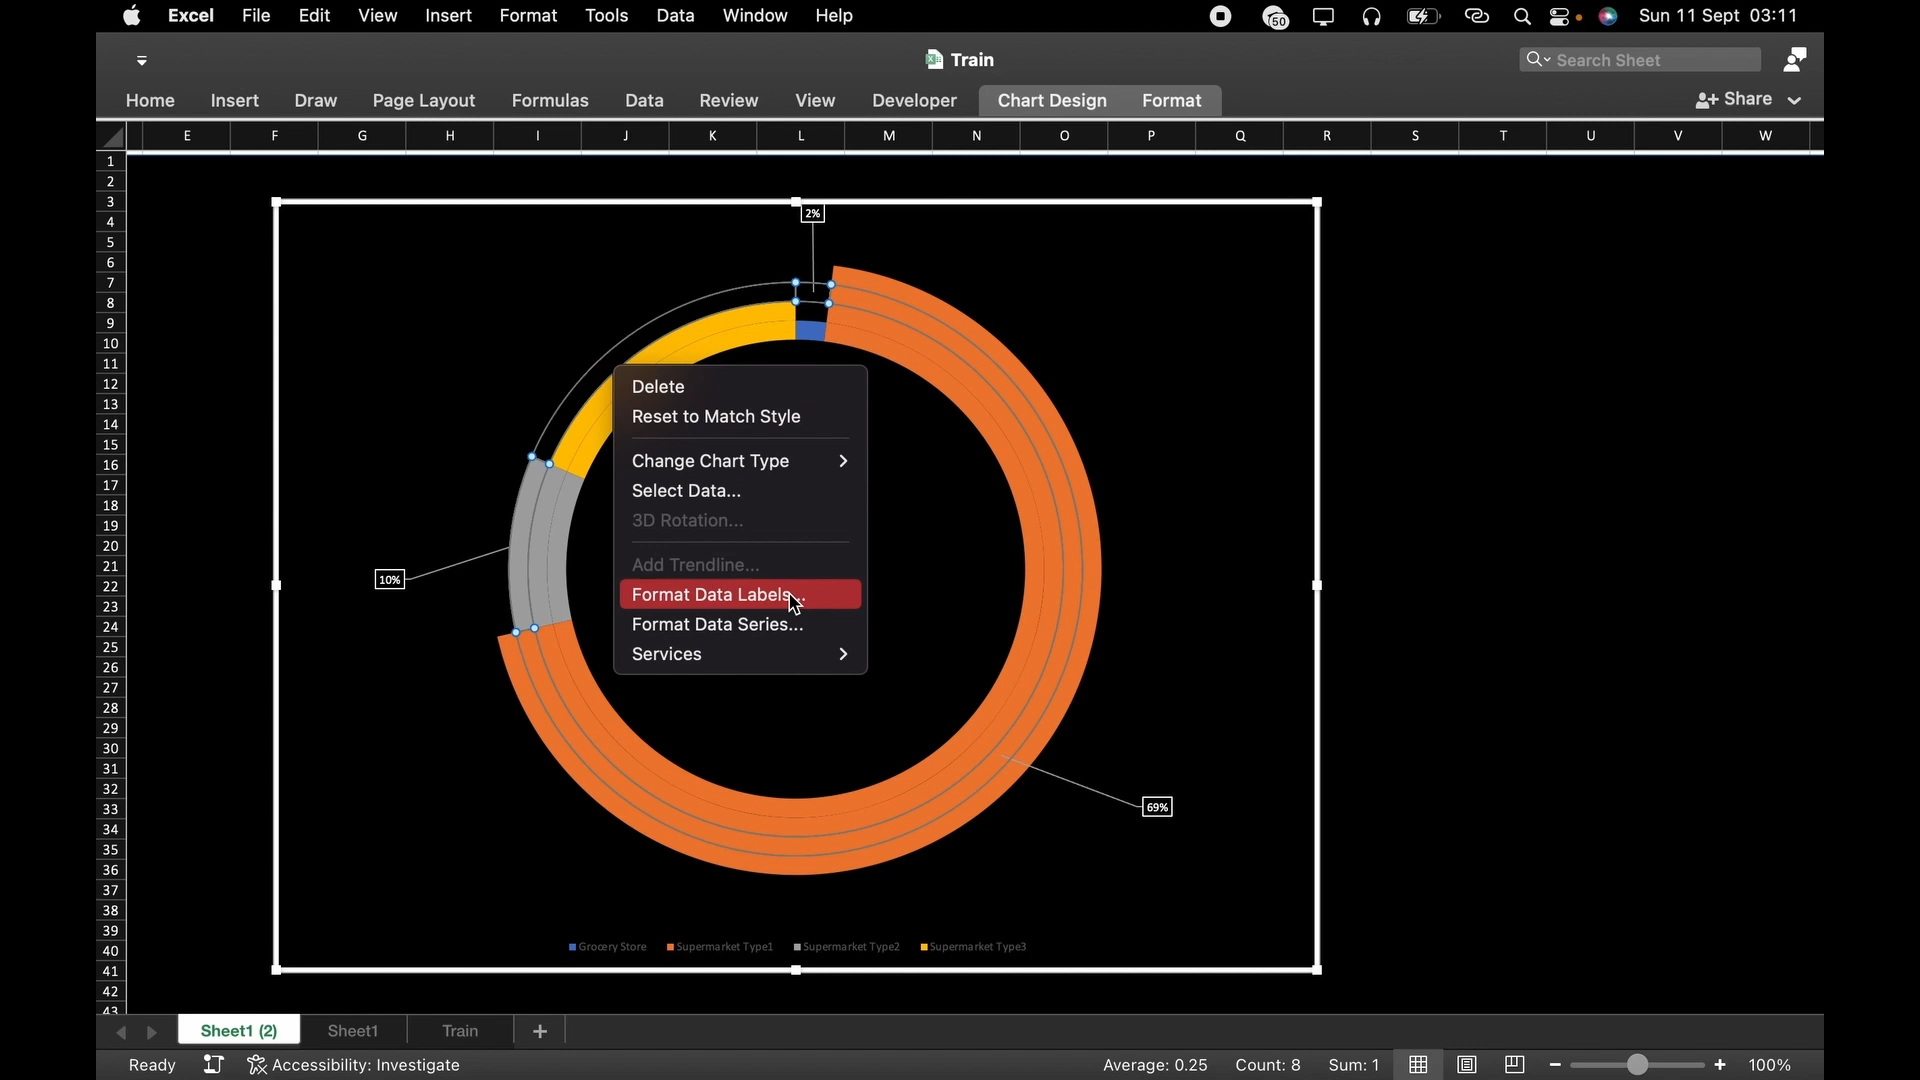 Excel File Edit View Insert Format Tools Data Window Help 50 Sun 11 Sept 03:11
Train
Search Sheet
Home Insert Draw Page Layout Formulas Data Review View Developer Chart Design Format Share
E F G H I J K L M N O P Q R S T U V W
1
2
3
4
5
6
7
8
9
10
11
12
13
14
15
16
17
18
19
20
21
22
23
24
25
26
27
28
29
30
31
32
33
34
35
36
37
38
39
40
41
42
43
2%
10%
69%
Delete
Reset to Match Style
Change Chart Type
Select Data...
3D Rotation...
Add Trendline...
Format Data Labels...
Format Data Series...
Services
Grocery Store Supermarket Type1 Supermarket Type2 Supermarket Type3
Sheet1 (2) Sheet1 Train +
Ready Accessibility: Investigate Average: 0.25 Count: 8 Sum: 1 100%